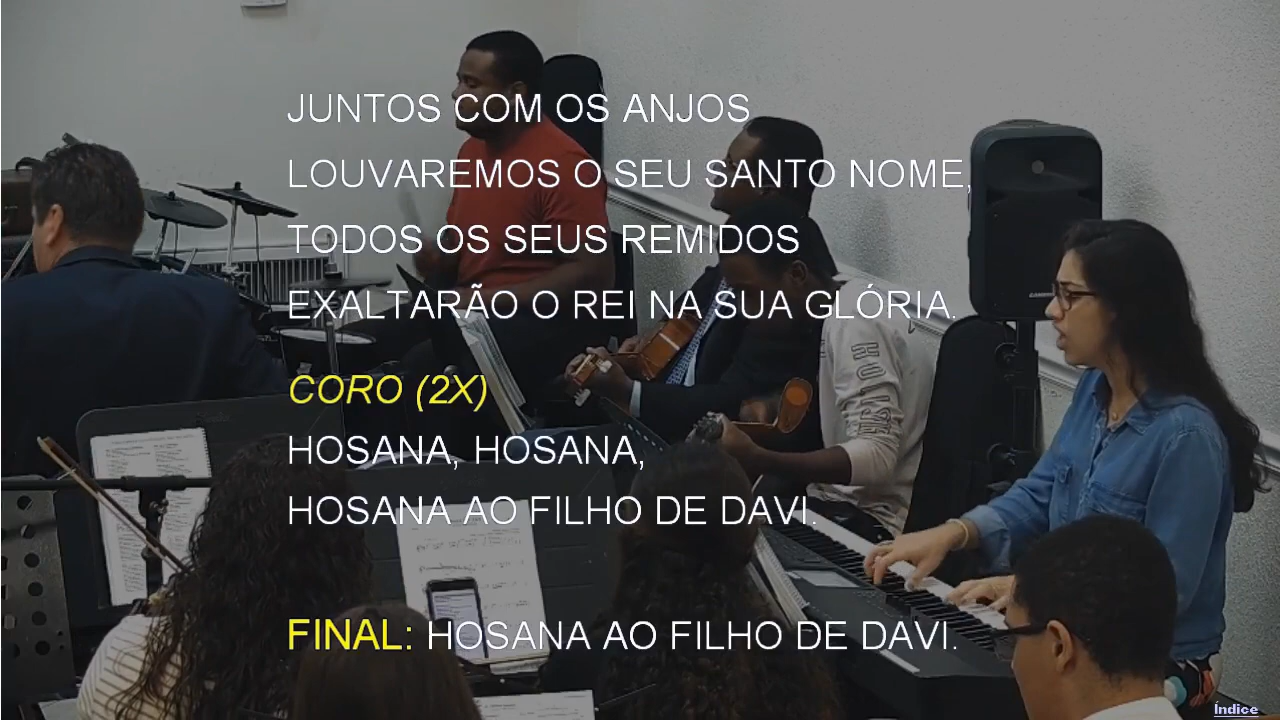 JUNTOS COM OS ANJOS
LOUVAREMOS O SEU SANTO NOME,
TODOS OS SEUS REMIDOS
EXALTARÃO O REI NA SUA GLÓRIA.
CORO (2X)
HOSANA, HOSANA,
HOSANA AO FILHO DE DAVI.
FINAL: HOSANA AO FILHO DE DAVI.
Índice